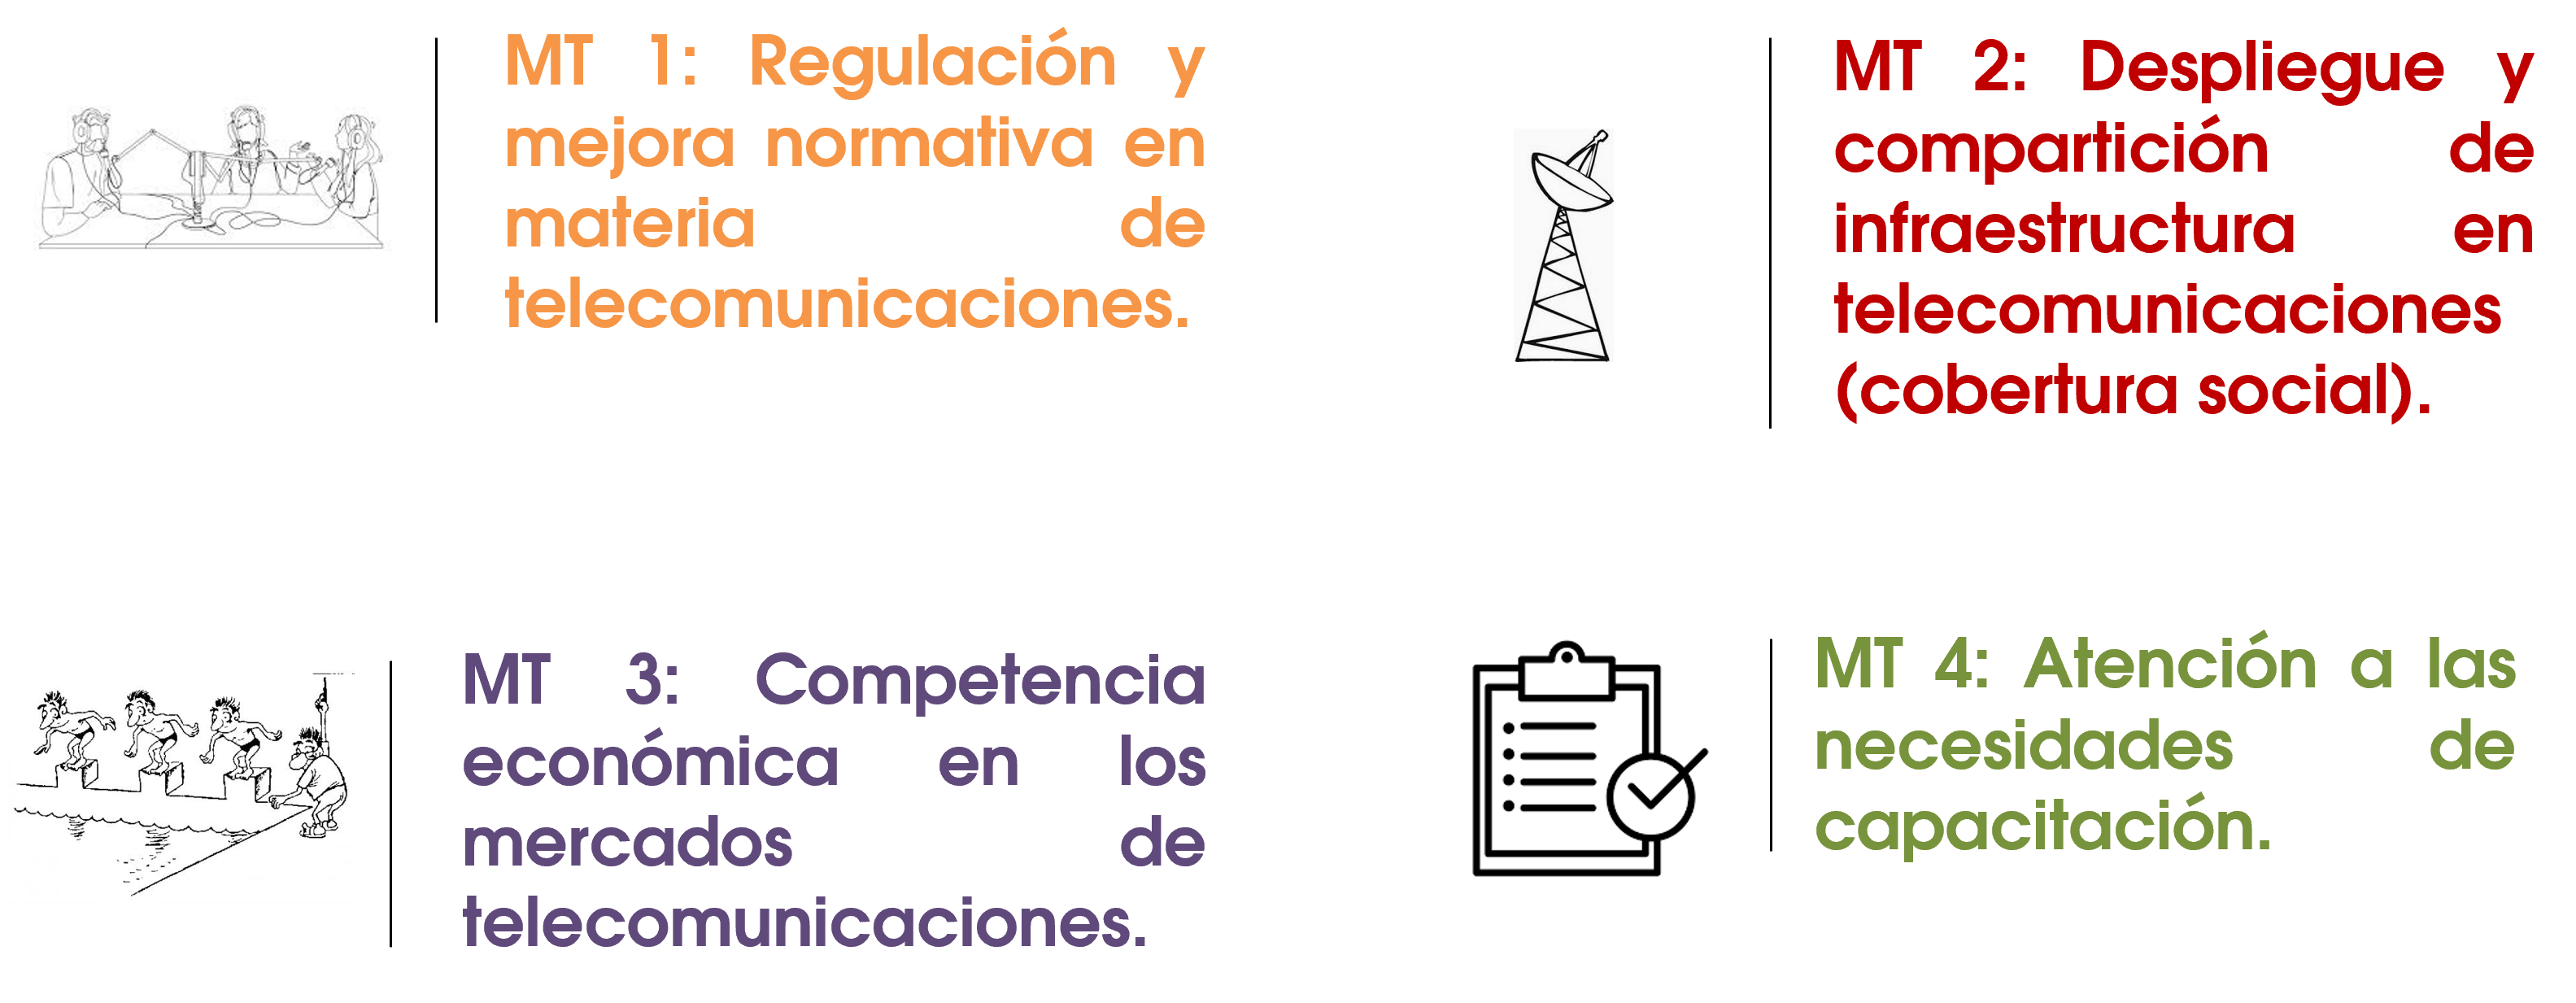 MT 1: Regulación y
mejora normativa en
materia de
telecomunicaciones.
MT 2: Despliegue y
compartición de
infraestructura en
telecomunicaciones
(cobertura social).
MT 3: Competencia
económica en los
mercados de
telecomunicaciones.
MT 4: Atención a las
necesidades de
capacitación.